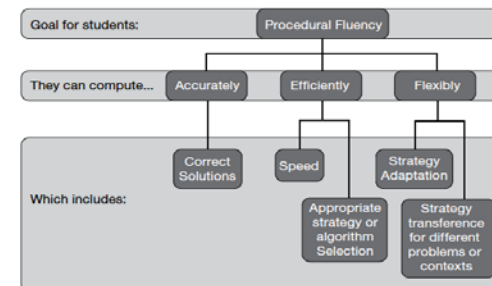 Goal for students: Procedural Fluency
They can compute... Accurately Efficiently Flexibly
Which includes:
Correct
Solutions
Speed
Appropriate
strategy or
algorithm
Selection
Strategy
Adaptation
Strategy
transference
for different
problems or
contexts